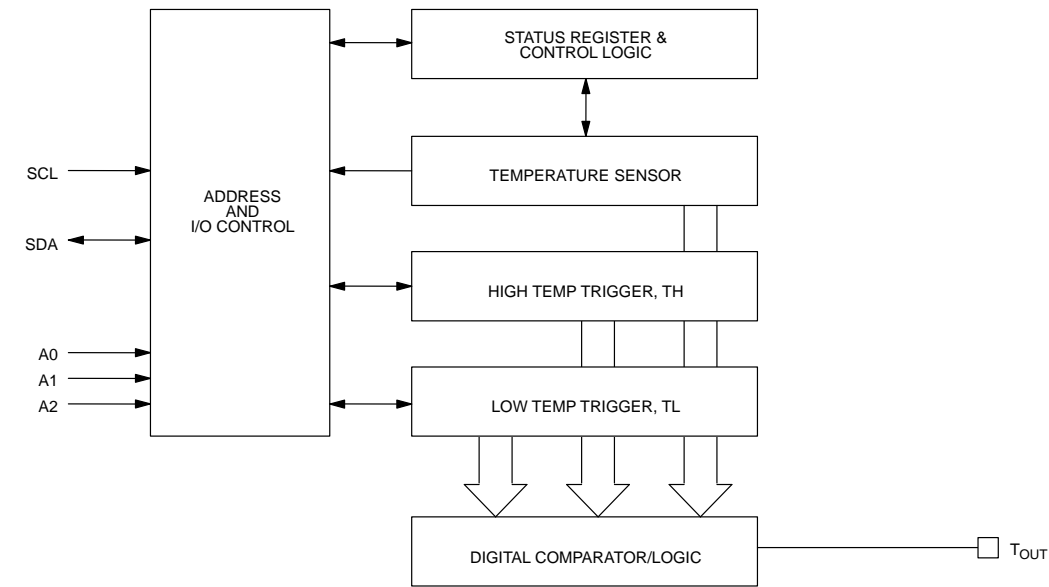 STATUS REGISTER &
CONTROL LOGIC
SCL
TEMPERATURE SENSOR
ADDRESS
AND
I/O CONTROL
SDA
HIGH TEMP TRIGGER, TH
A0
A1
A2
LOW TEMP TRIGGER, TL
DIGITAL COMPARATOR/LOGIC
TOUT